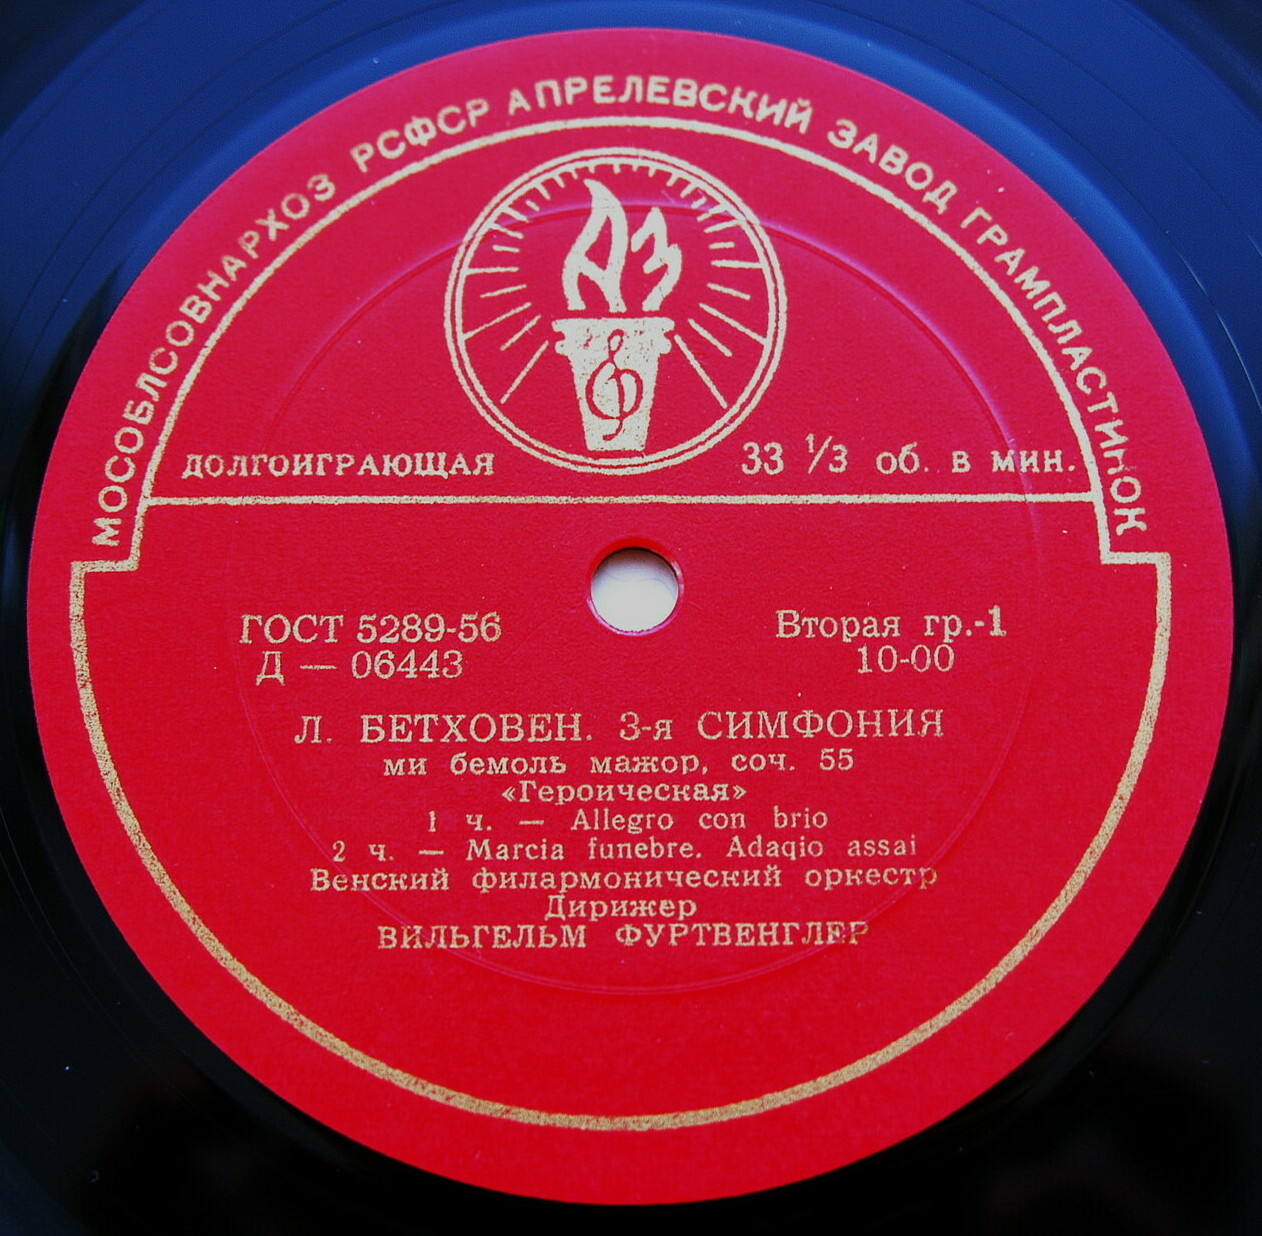 МОСОБЛСОВНАРХОЗ РСФСР АПРЕЛЕВСКИЙ ЗАВОД ГРАМПЛАСТИНОК
АЗ
ДОЛГОИГРАЮЩАЯ
33 1/3 об. в мин.
ГОСТ 5289-56
Д — 06443
Вторая гр.-1
10-00
Л. БЕТХОВЕН. 3-я СИМФОНИЯ
ми бемоль мажор, соч. 55
«Героическая»
1 ч. — Allegro con brio
2 ч. — Marcia funebre. Adaqio assai
Венский филармонический оркестр
Дирижер
ВИЛЬГЕЛЬМ ФУРТВЕНГЛЕР